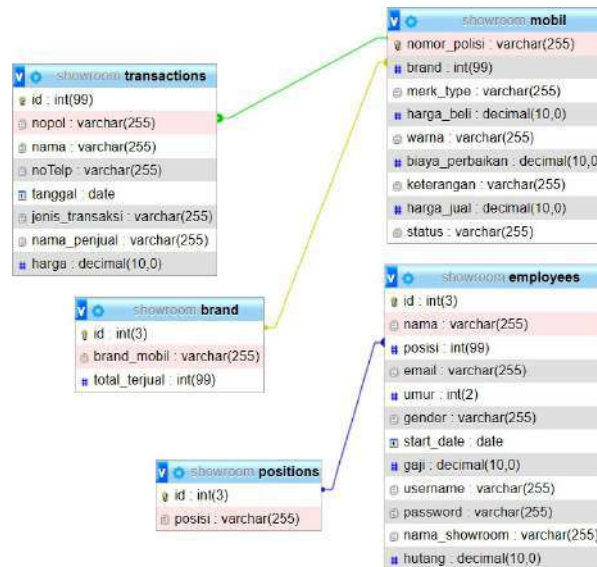 showroom transactions
id : int(99)
nopol : varchar(255)
nama : varchar(255)
noTelp : varchar(255)
tanggal : date
jenis_transaksi : varchar(255)
nama_penjual : varchar(255)
# harga : decimal(10,0)
showroom mobil
nomor_polisi : varchar(255)
# brand : int(99)
merk_type : varchar(255)
# harga_beli : decimal(10,0)
warna : varchar(255)
# biaya_perbaikan : decimal(10,0
keterangan : varchar(255)
# harga_jual : decimal(10,0)
status : varchar(255)
showroom brand
id : int(3)
brand_mobil : varchar(255)
# total_terjual : int(99)
showroom employees
id : int(3)
nama : varchar(255)
# posisi : int(99)
email : varchar(255)
# umur : int(2)
gender : varchar(255)
start_date : date
# gaji : decimal(10,0)
username : varchar(255)
password : varchar(255)
nama_showroom : varchar(255)
# hutang : decimal(10,0)
showroom positions
id : int(3)
posisi : varchar(255)